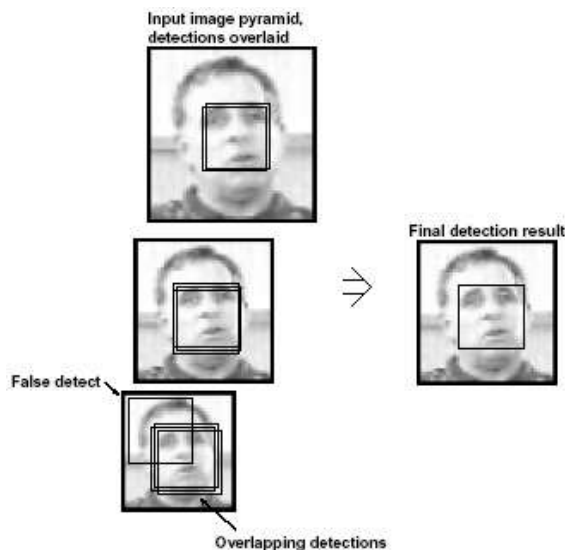 Input image pyramid,
detections overlaid
Final detection result
False detect
Overlapping detections